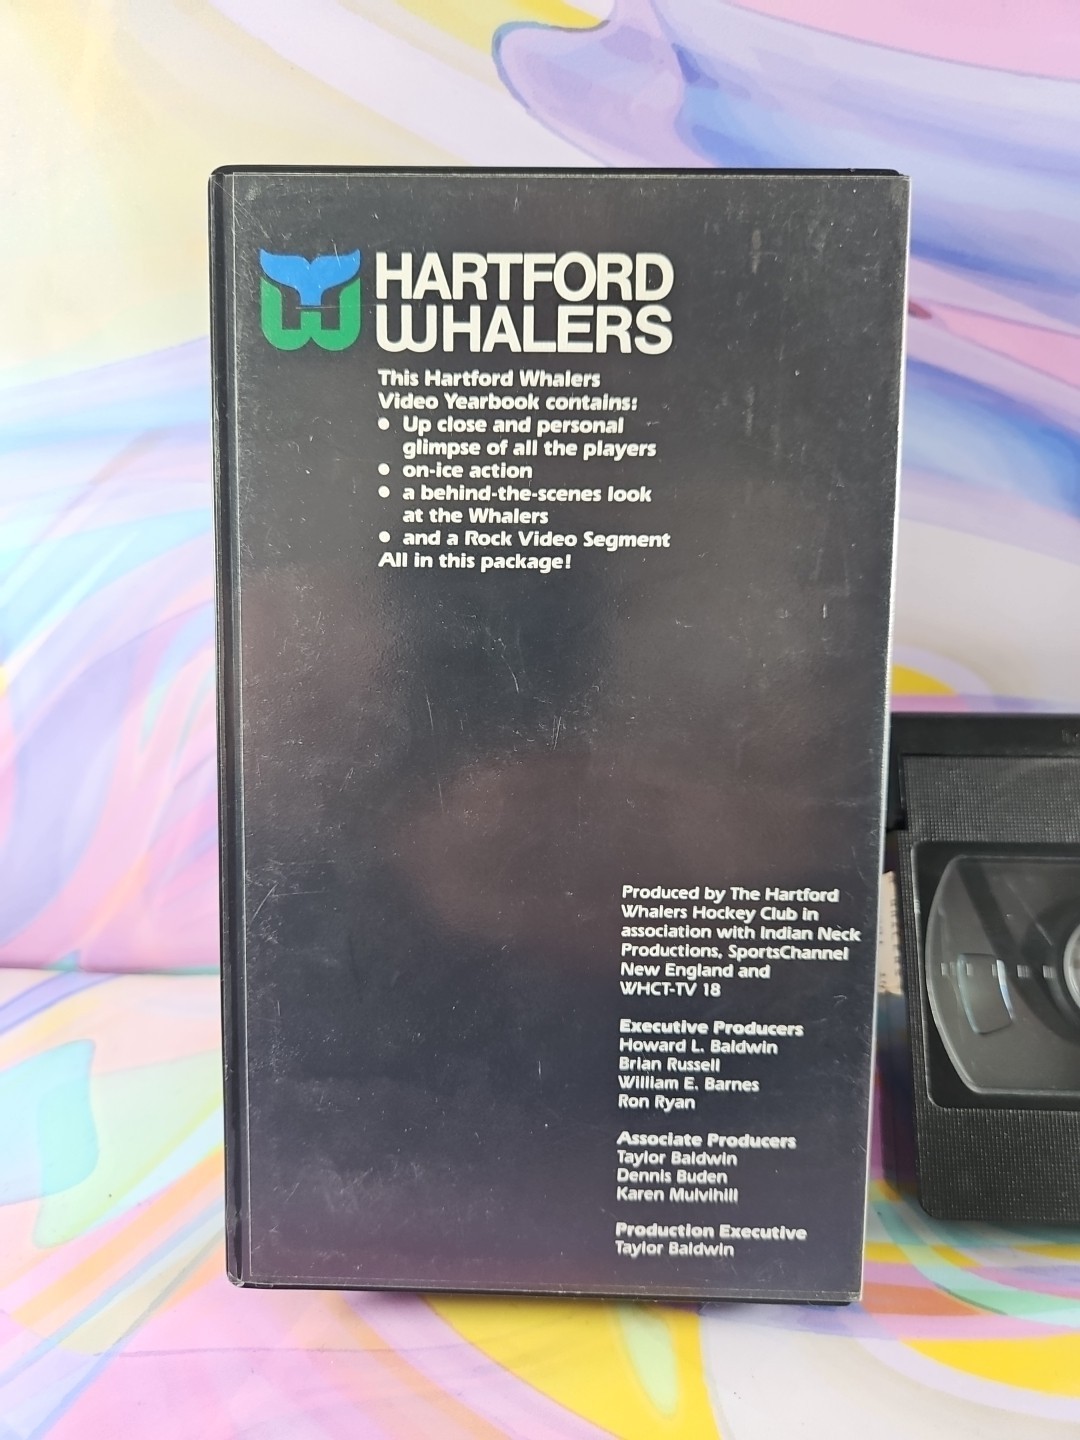 HARTFORD
WHALERS
This Hartford Whalers
Video Yearbook contains:
• Up close and personal
glimpse of all the players
• on-ice action
• a behind-the-scenes look
at the Whalers
• and a Rock Video Segment
All in this package!
Produced by The Hartford
Whalers Hockey Club in
association with Indian Neck
Productions, SportsChannel
New England and
WHCT-TV 18
Executive Producers
Howard L. Baldwin
Brian Russell
William E. Barnes
Ron Ryan
Associate Producers
Taylor Baldwin
Dennis Buden
Karen Mulvihill
Production Executive
Taylor Baldwin